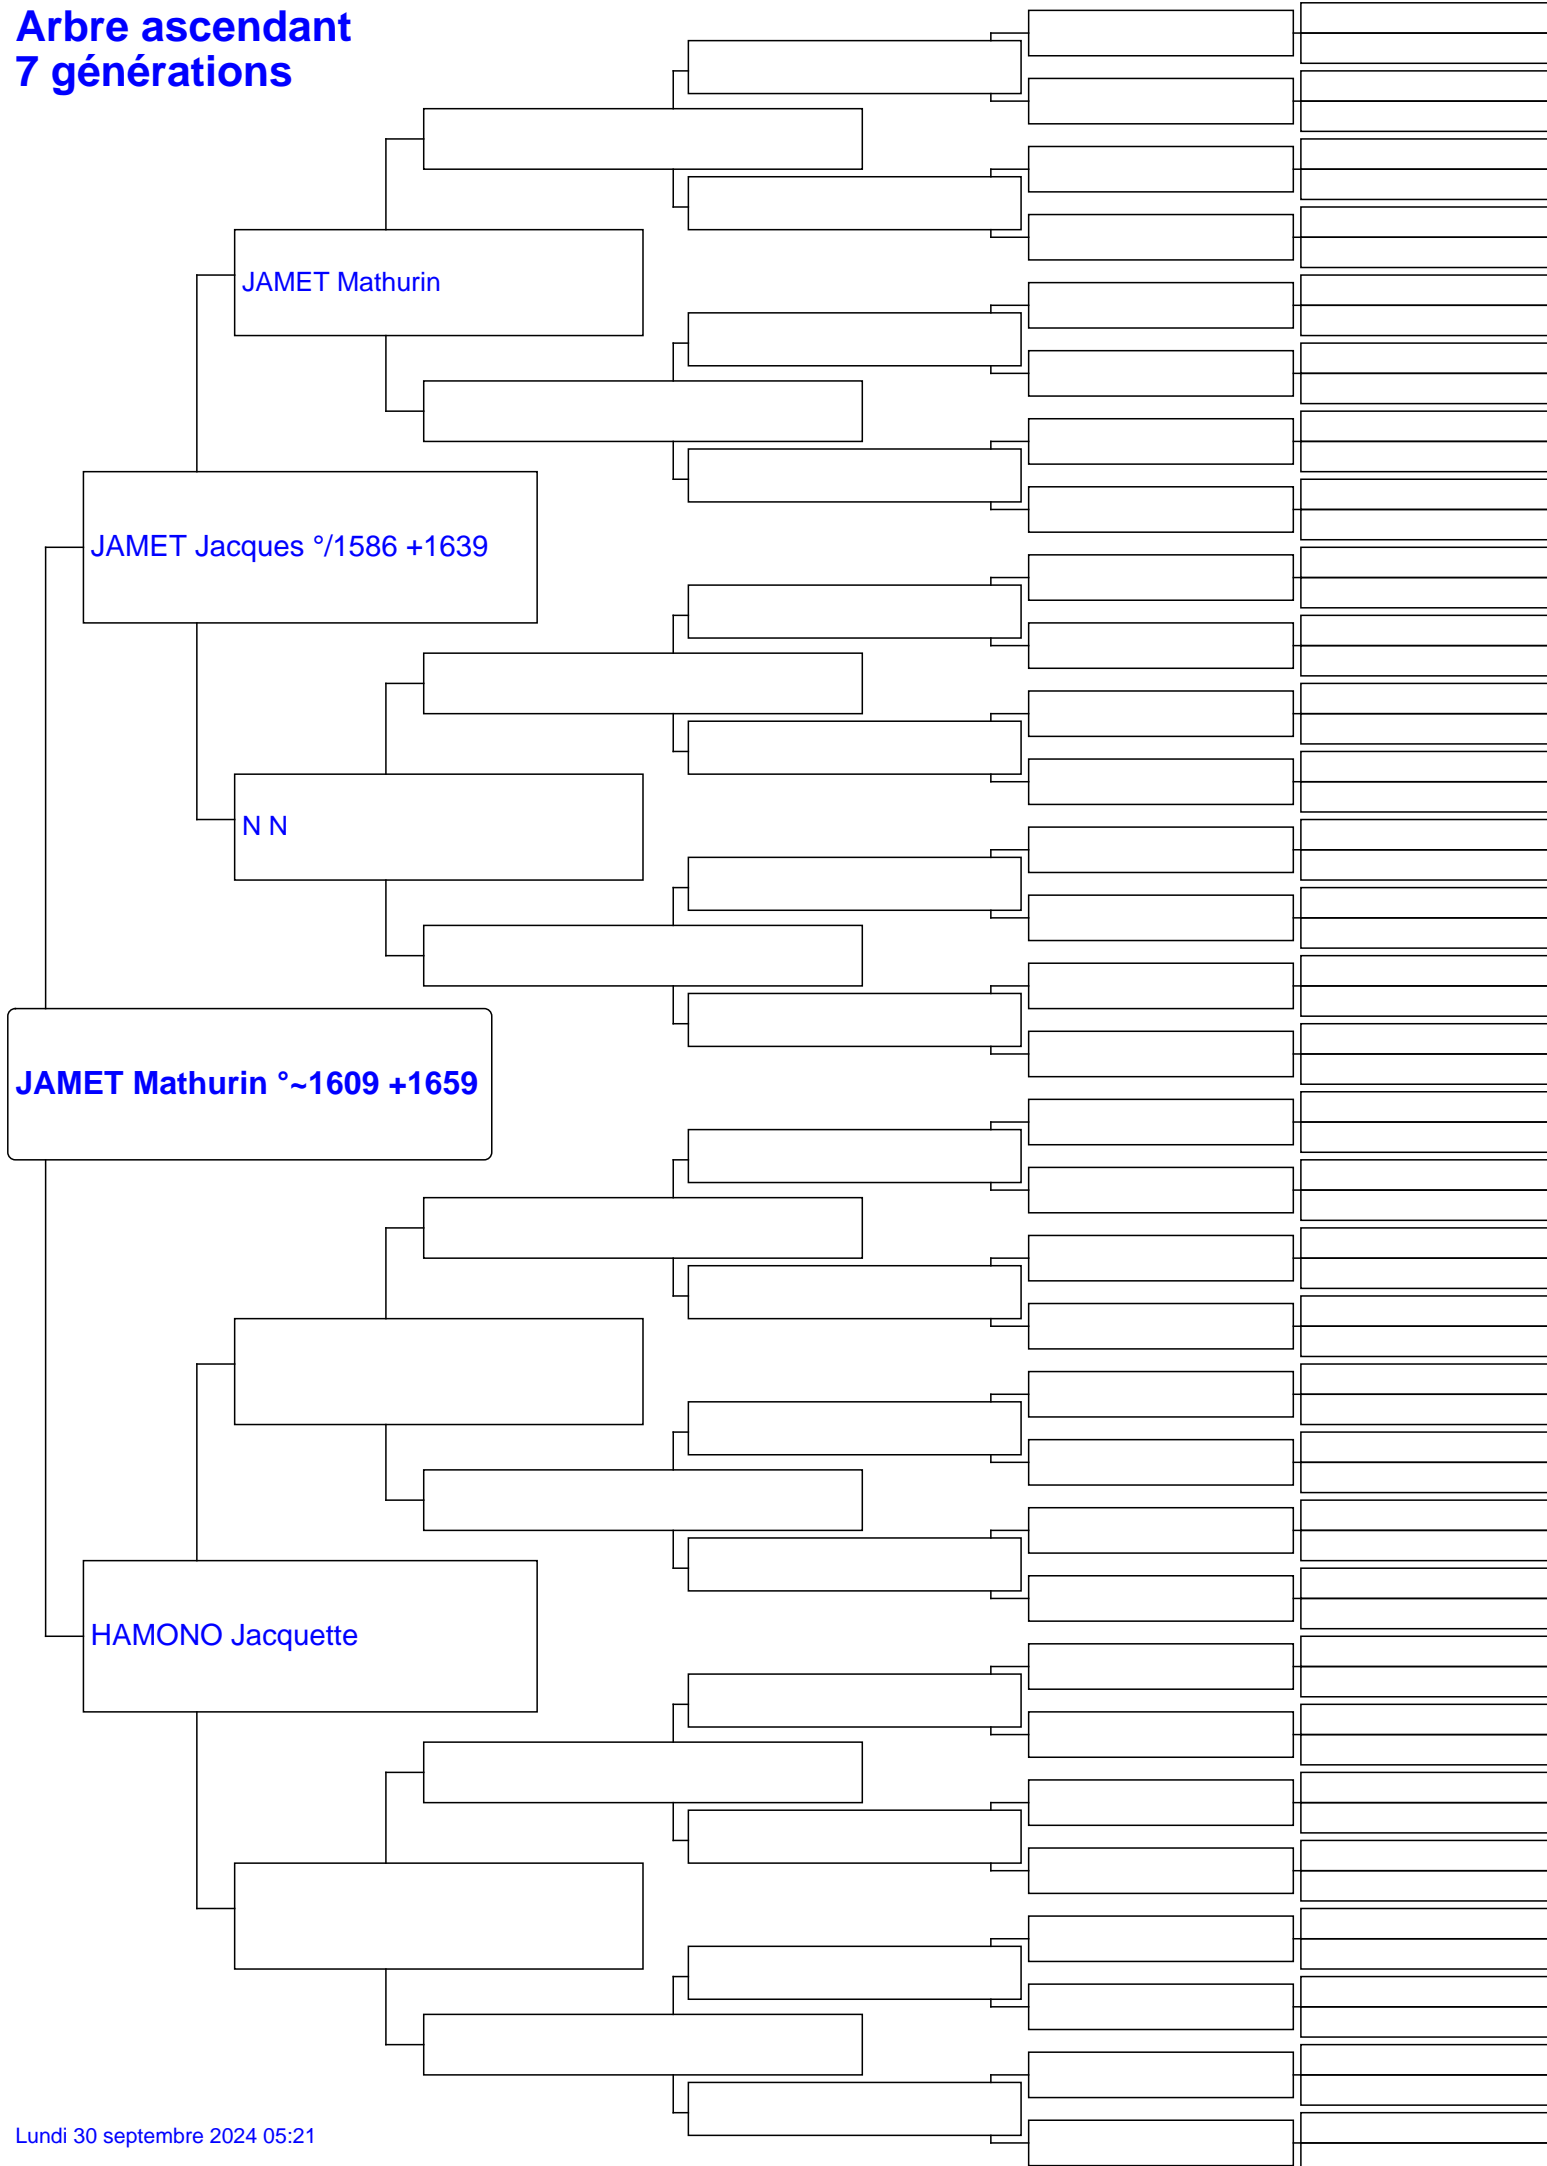 Arbre ascendant
7 générations
JAMET Mathurin
JAMET Jacques °/1586 +1639
N N
JAMET Mathurin °~1609 +1659
HAMONO Jacquette
Lundi 30 septembre 2024 05:21